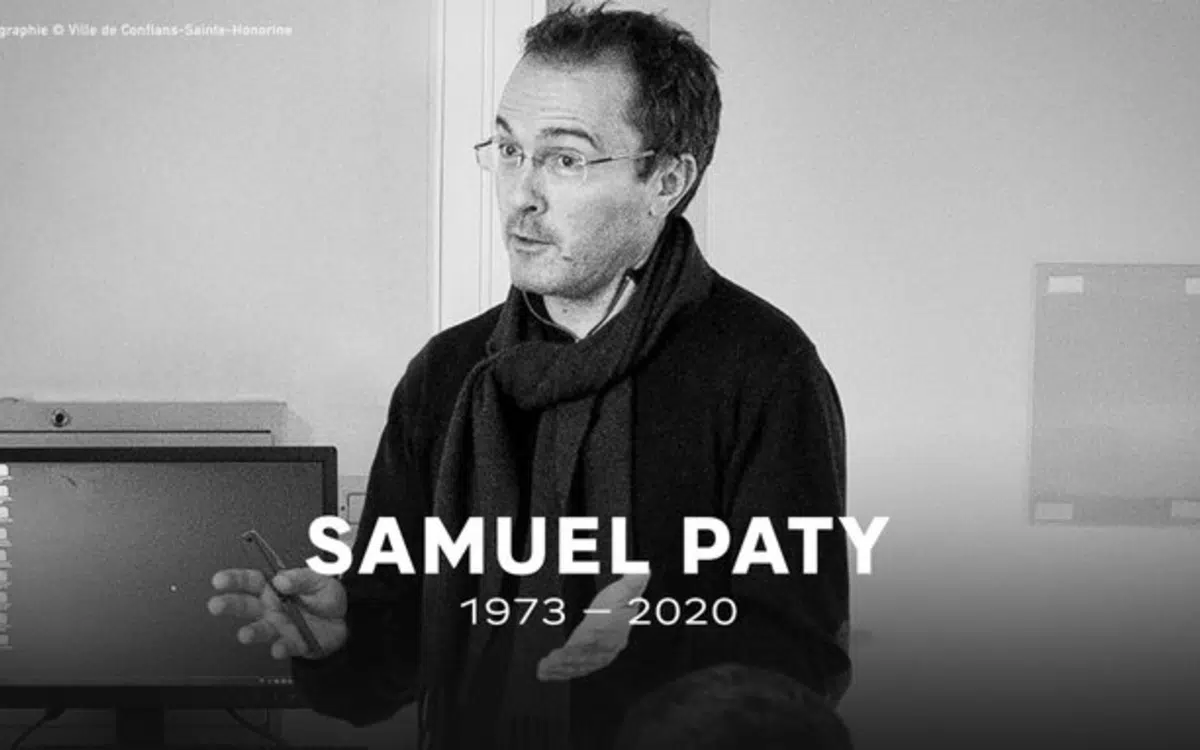 graphie © Ville de Conflans-Sainte-Honorine
SAMUEL PATY
1973 – 2020